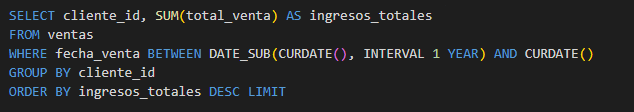 SELECT cliente_id, SUM(total_venta) AS ingresos_totales
FROM ventas
WHERE fecha_venta BETWEEN DATE_SUB(CURDATE(), INTERVAL 1 YEAR) AND CURDATE()
GROUP BY cliente_id
ORDER BY ingresos_totales DESC LIMIT